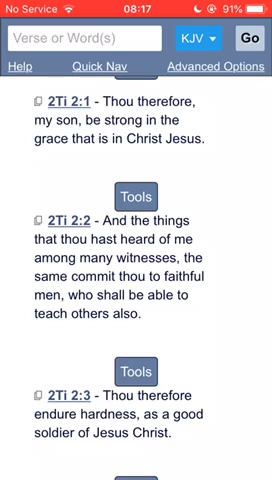 No Service 08:17 91%
Verse or Word(s) KJV Go
Help Quick Nav Advanced Options
2Ti 2:1 - Thou therefore,
my son, be strong in the
grace that is in Christ Jesus.
Tools
2Ti 2:2 - And the things
that thou hast heard of me
among many witnesses, the
same commit thou to faithful
men, who shall be able to
teach others also.
Tools
2Ti 2:3 - Thou therefore
endure hardness, as a good
soldier of Jesus Christ.